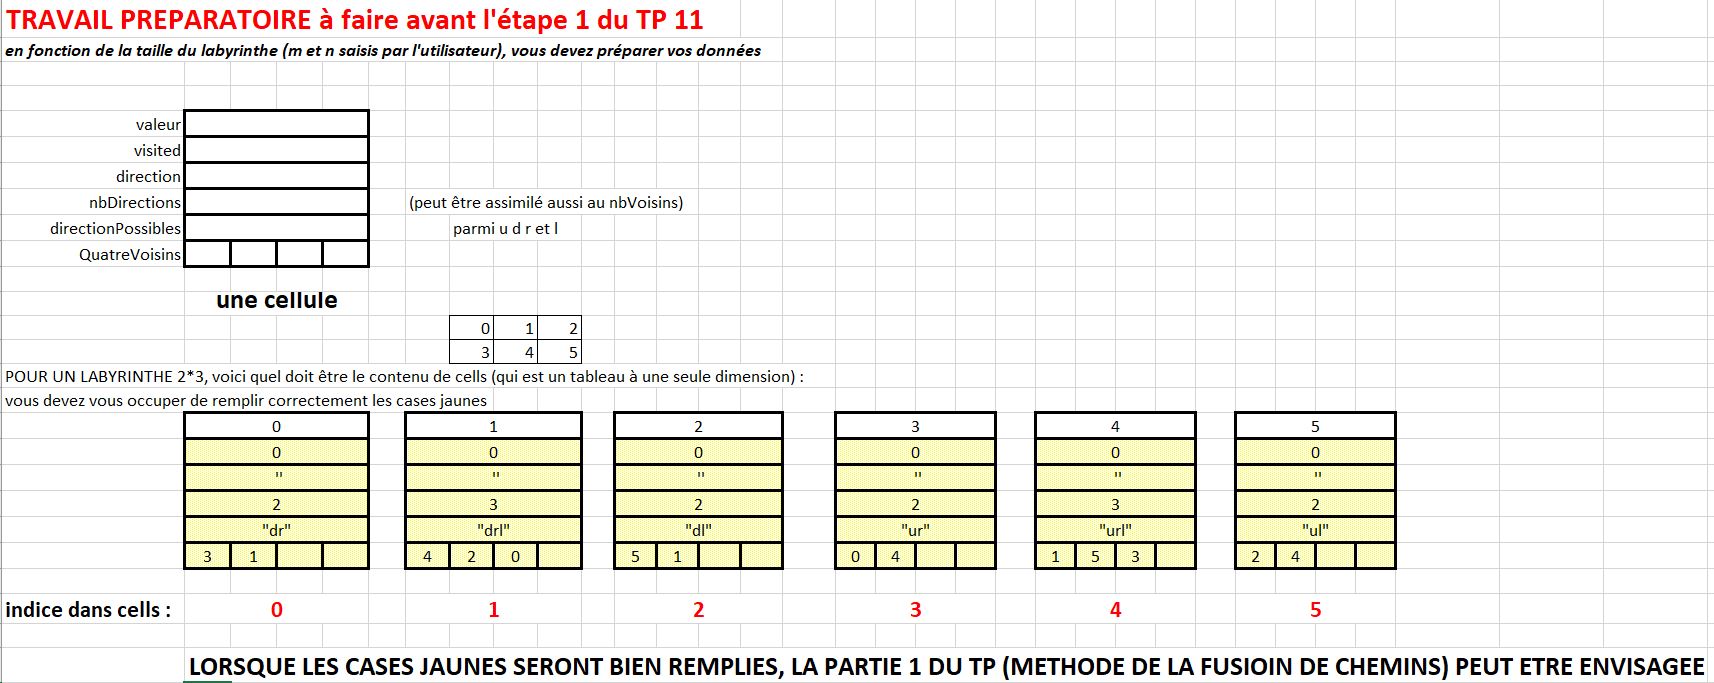 TRAVAIL PREPARATOIRE à faire avant l'étape 1 du TP 11
en fonction de la taille du labyrinthe (m et n saisis par l'utilisateur), vous devez préparer vos données
valeur
visited
direction
nbDirections (peut être assimilé aussi au nbVoisins)
directionPossibles parmi u d r et l
QuatreVoisins
une cellule
0 1 2
3 4 5
POUR UN LABYRINTHE 2*3, voici quel doit être le contenu de cells (qui est un tableau à une seule dimension) :
vous devez vous occuper de remplir correctement les cases jaunes
0 1 2 3 4 5
0 0 0 0 0 0
'' '' '' '' '' ''
2 3 2 2 3 2
"dr" "drl" "dl" "ur" "url" "ul"
3 1 4 2 0 5 1 0 4 1 5 3 2 4
indice dans cells : 0 1 2 3 4 5
LORSQUE LES CASES JAUNES SERONT BIEN REMPLIES, LA PARTIE 1 DU TP (METHODE DE LA FUSIOIN DE CHEMINS) PEUT ETRE ENVISAGEE